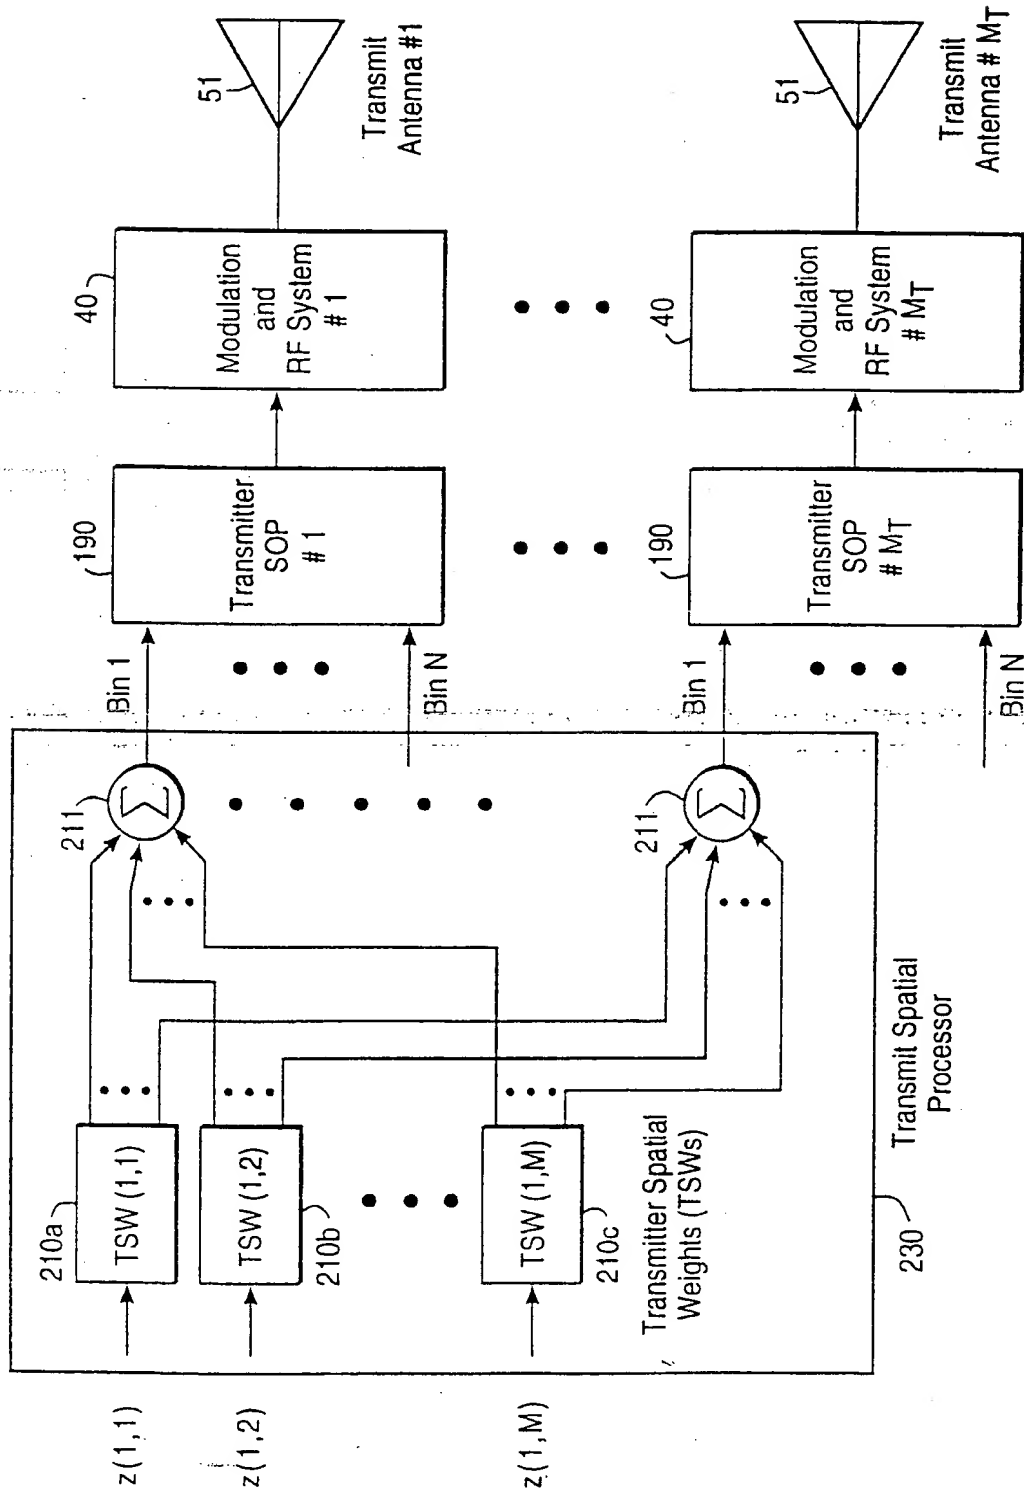 z(1,1)
z(1,2)
z(1,M)
210a
TSW (1,1)
TSW (1,2)
210b
TSW (1,M)
210c
Transmitter Spatial
Weights (TSWs)
230
Transmit Spatial
Processor
211
Σ
211
Σ
Bin 1
Bin N
Bin 1
Bin N
190
Transmitter
SOP
# 1
190
Transmitter
SOP
# MT
40
Modulation
and
RF System
# 1
40
Modulation
and
RF System
# MT
51
Transmit
Antenna #1
51
Transmit
Antenna # MT